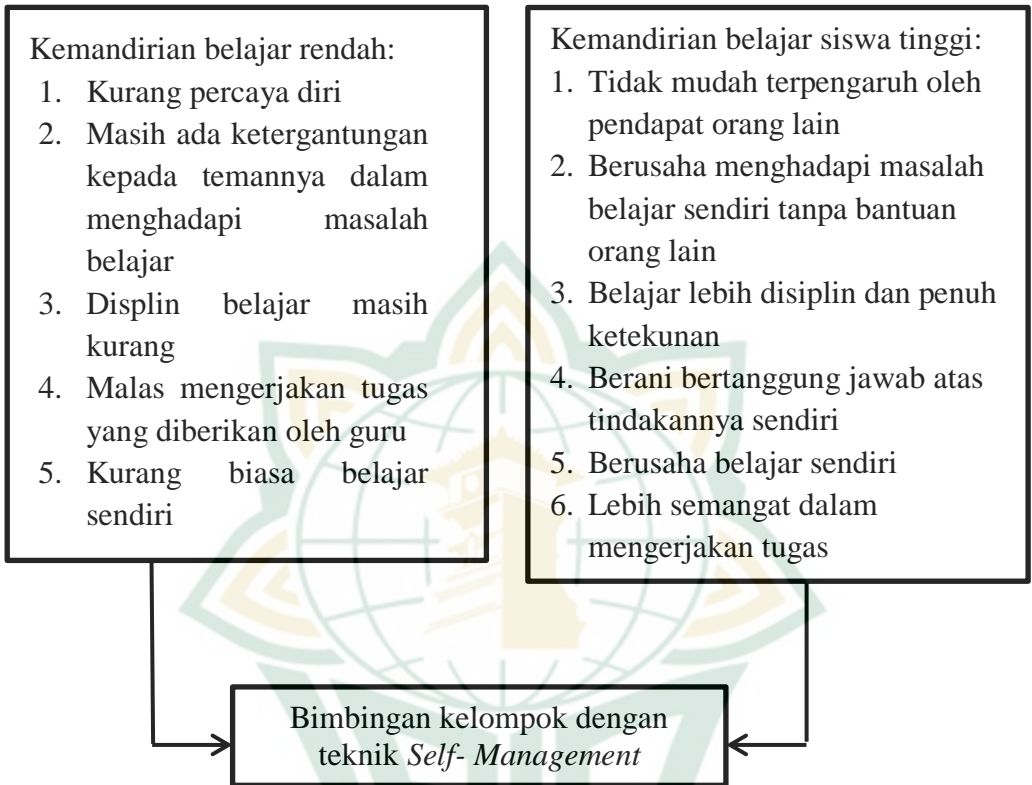 Kemandirian belajar rendah:
1. Kurang percaya diri
2. Masih ada ketergantungan
kepada temannya dalam
menghadapi masalah
belajar
3. Displin belajar masih
kurang
4. Malas mengerjakan tugas
yang diberikan oleh guru
5. Kurang biasa belajar
sendiri
Kemandirian belajar siswa tinggi:
1. Tidak mudah terpengaruh oleh
pendapat orang lain
2. Berusaha menghadapi masalah
belajar sendiri tanpa bantuan
orang lain
3. Belajar lebih disiplin dan penuh
ketekunan
4. Berani bertanggung jawab atas
tindakannya sendiri
5. Berusaha belajar sendiri
6. Lebih semangat dalam
mengerjakan tugas
Bimbingan kelompok dengan
teknik Self- Management